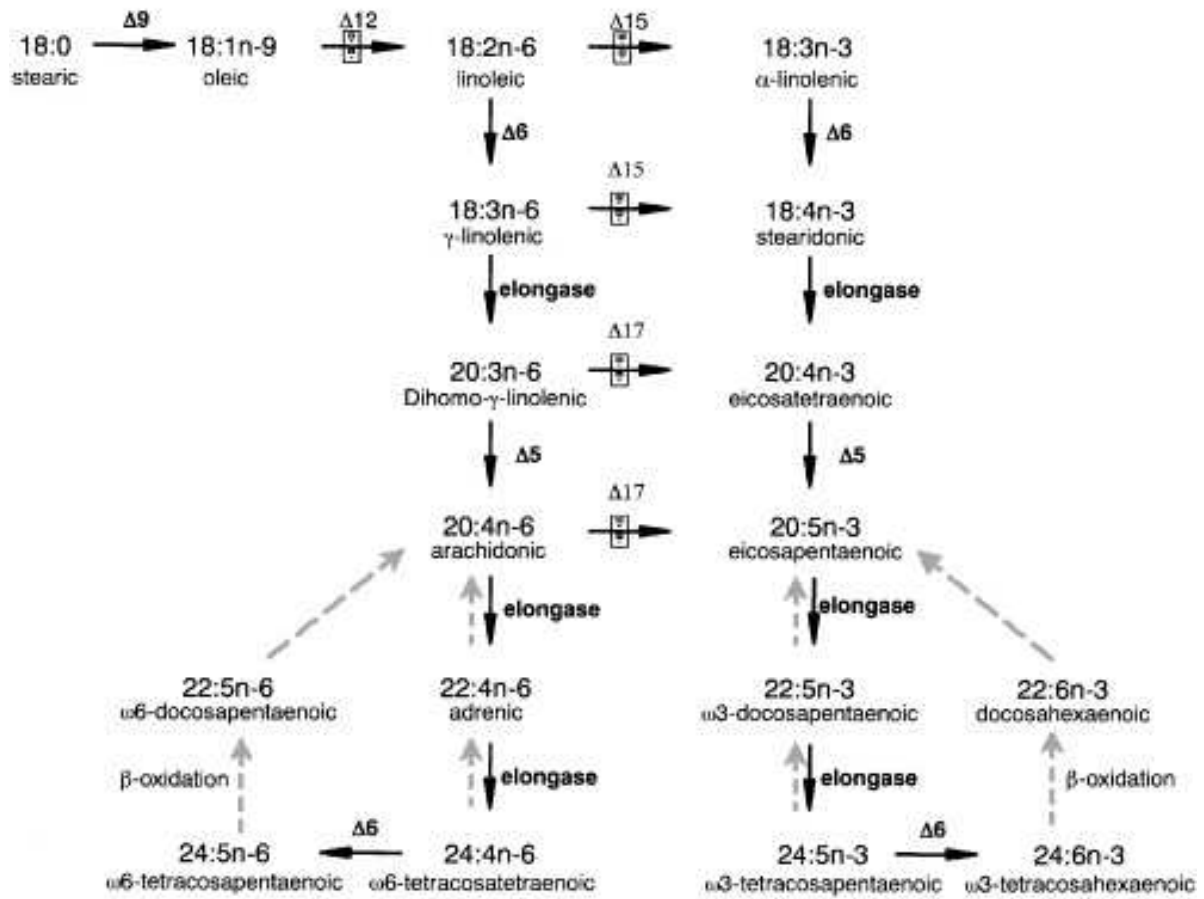 Δ9 Δ12 Δ15
18:0 18:1n-9 18:2n-6 18:3n-3
stearic oleic linoleic α-linolenic
Δ6 Δ6
Δ15
18:3n-6 18:4n-3
γ-linolenic stearidonic
elongase elongase
Δ17
20:3n-6 20:4n-3
Dihomo-γ-linolenic eicosatetraenoic
Δ5 Δ5
Δ17
20:4n-6 20:5n-3
arachidonic eicosapentaenoic
elongase elongase
22:5n-6 22:4n-6 22:5n-3 22:6n-3
ω6-docosapentaenoic adrenic ω3-docosapentaenoic docosahexaenoic
β-oxidation elongase elongase β-oxidation
Δ6 Δ6
24:5n-6 24:4n-6 24:5n-3 24:6n-3
ω6-tetracosapentaenoic ω6-tetracosatetraenoic ω3-tetracosapentaenoic ω3-tetracosahexaenoic